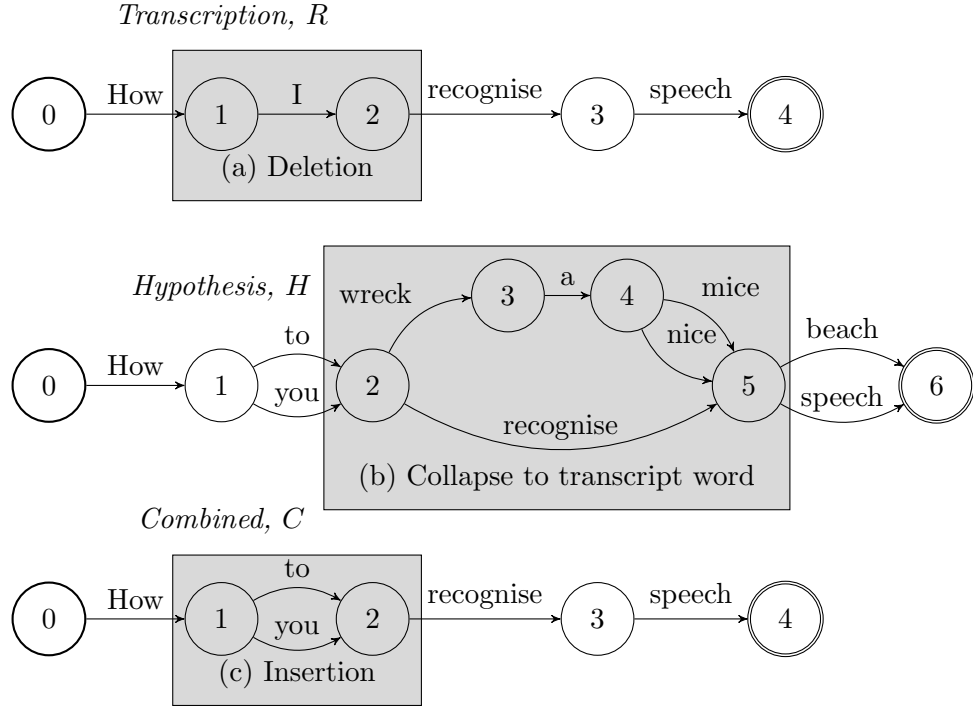 Transcription, R
How I recognise speech
0 1 2 3 4
(a) Deletion
Hypothesis, H
wreck 3 a 4 mice
nice
to beach
How
0 1 you 2 5 speech 6
recognise
(b) Collapse to transcript word
Combined, C
to
How recognise speech
0 1 you 2 3 4
(c) Insertion